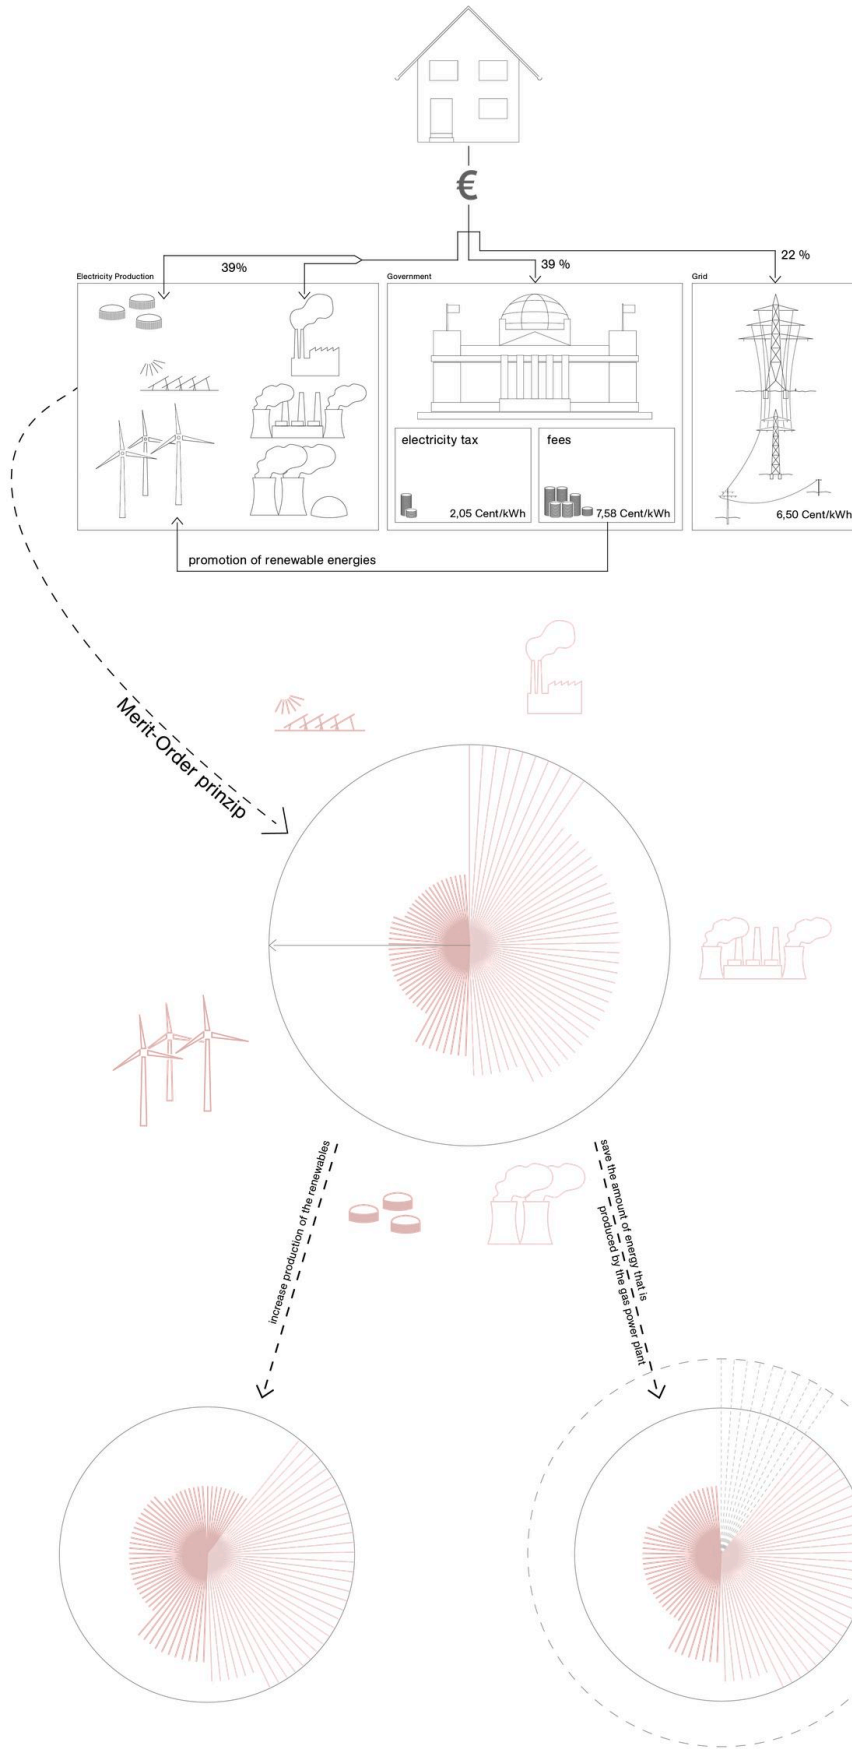 €
39%
39 %
22 %
Electricity Production
Government
Grid
electricity tax
fees
2,05 Cent/kWh
7,58 Cent/kWh
6,50 Cent/kWh
promotion of renewable energies
Merit-Order prinzip
increase production of the renewables
save the amount of energy that is
produced by the gas power plant